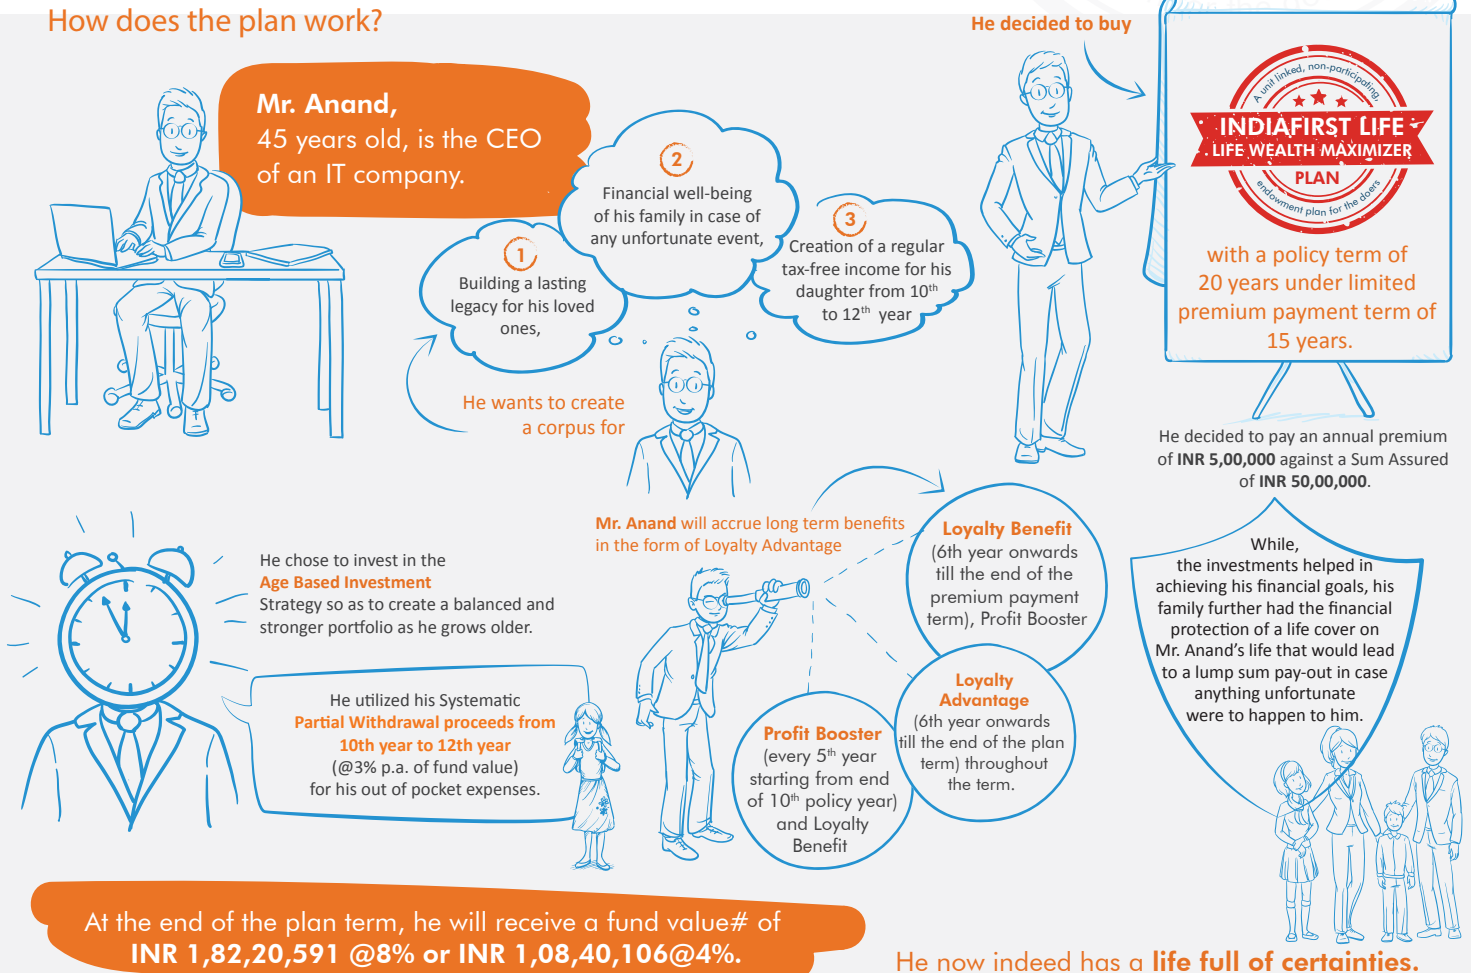 How does the plan work?
Mr. Anand,
45 years old, is the CEO
of an IT company.
He wants to create
a corpus for
1
Building a lasting
legacy for his loved
ones,
2
Financial well-being
of his family in case of
any unfortunate event,
3
Creation of a regular
tax-free income for his
daughter from 10th
to 12th year
He decided to buy
A unit linked, non-participating,
INDIAFIRST LIFE
LIFE WEALTH MAXIMIZER
PLAN
endowment plan for the doers
with a policy term of
20 years under limited
premium payment term of
15 years.
He decided to pay an annual premium
of INR 5,00,000 against a Sum Assured
of INR 50,00,000.
He chose to invest in the
Age Based Investment
Strategy so as to create a balanced and
stronger portfolio as he grows older.
He utilized his Systematic
Partial Withdrawal proceeds from
10th year to 12th year
(@3% p.a. of fund value)
for his out of pocket expenses.
Mr. Anand will accrue long term benefits
in the form of Loyalty Advantage
Loyalty Benefit
(6th year onwards
till the end of the
premium payment
term), Profit Booster
Loyalty
Advantage
(6th year onwards
till the end of the plan
term) throughout
the term.
Profit Booster
(every 5th year
starting from end
of 10th policy year)
and Loyalty
Benefit
While,
the investments helped in
achieving his financial goals, his
family further had the financial
protection of a life cover on
Mr. Anand's life that would lead
to a lump sum pay-out in case
anything unfortunate
were to happen to him.
At the end of the plan term, he will receive a fund value# of
INR 1,82,20,591 @8% or INR 1,08,40,106@4%.
He now indeed has a life full of certainties.